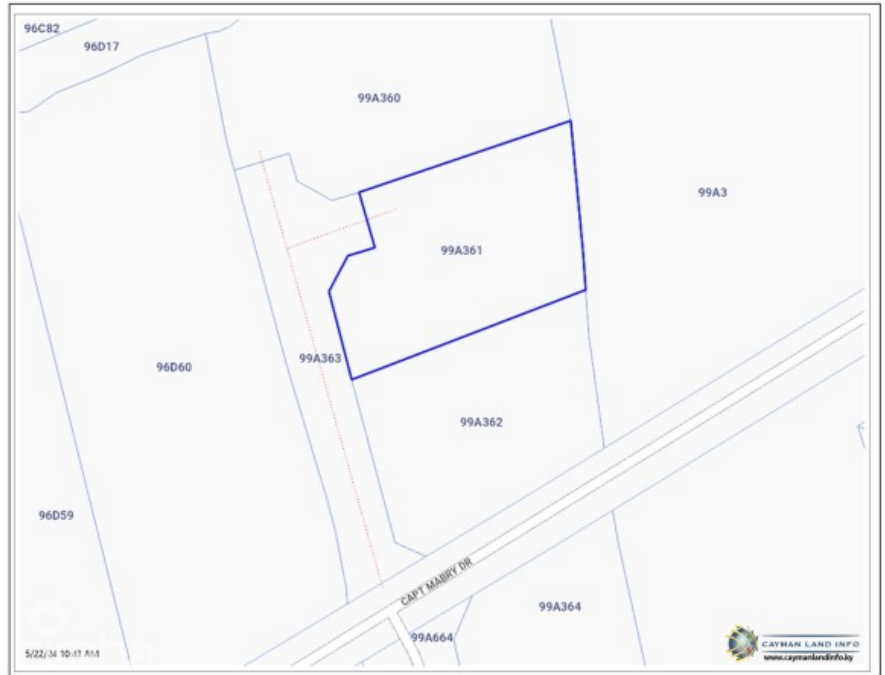 96C82
96D17
99A360
99A3
99A361
99A363
96D60
99A362
96D59
CAPT MABRY DR
99A364
99A664
CAYMAN LAND INFO
www.caymanlandinfo.ky